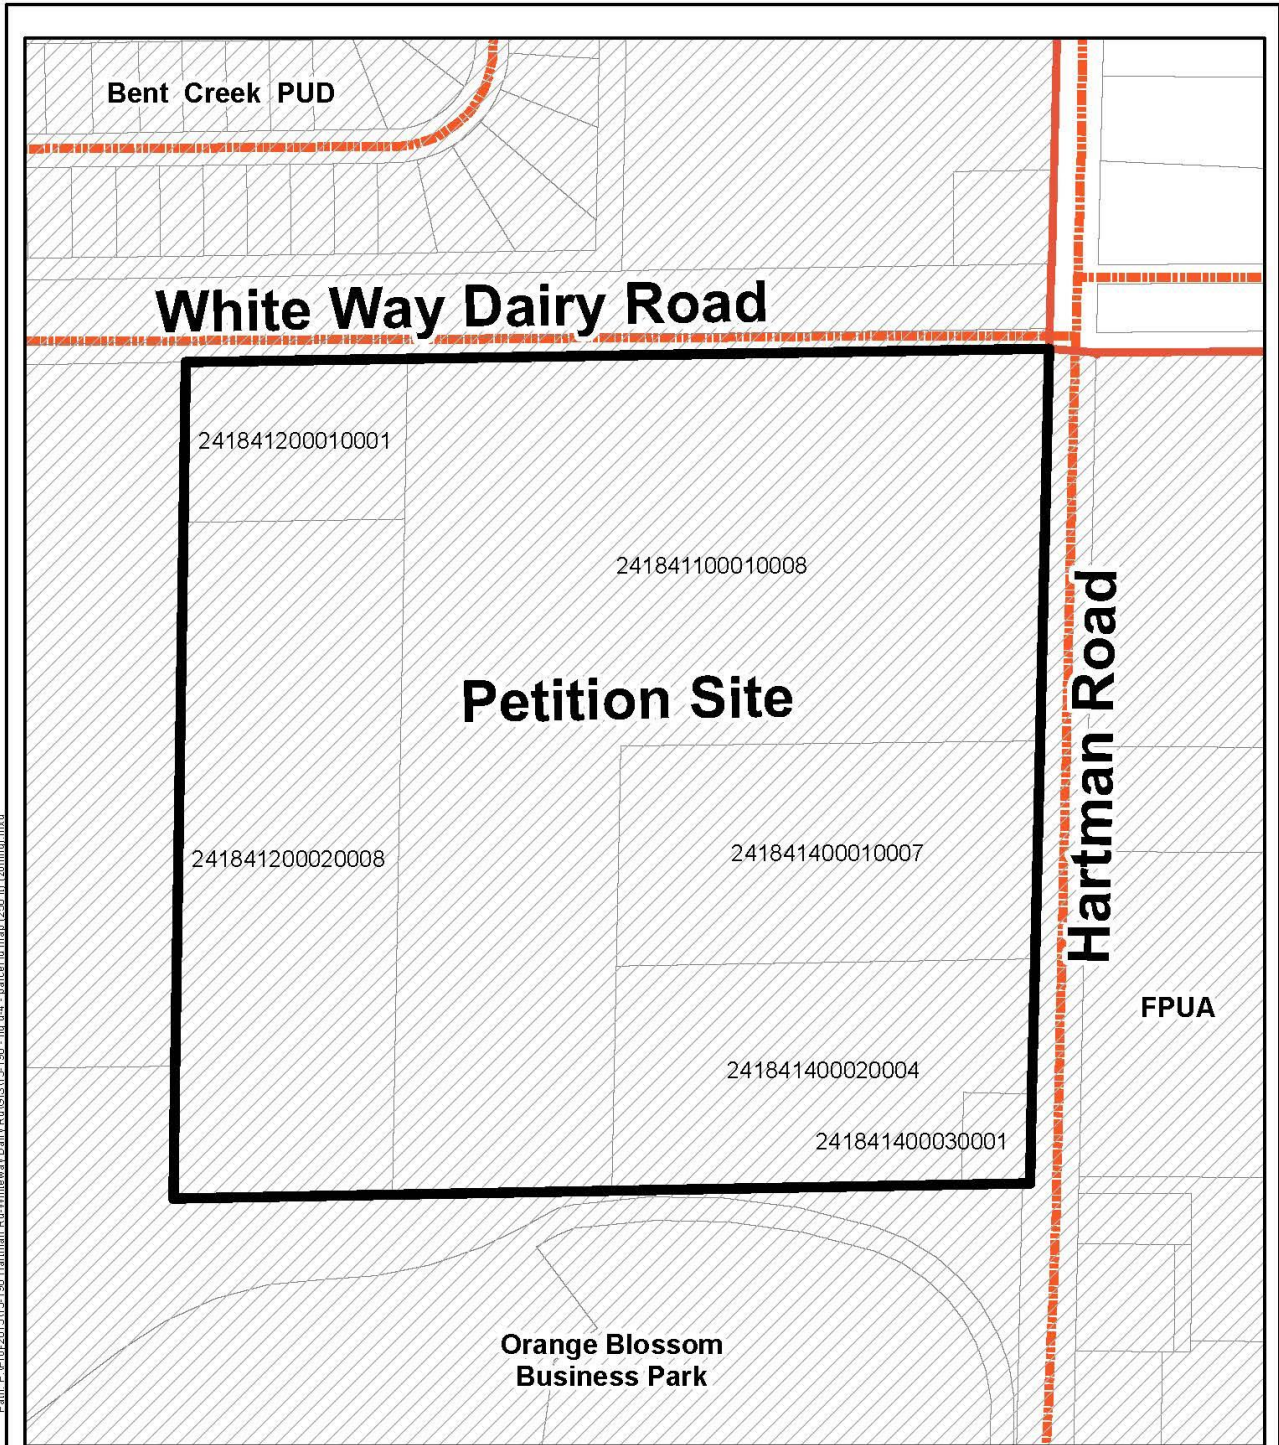 Bent Creek PUD
White Way Dairy Road
241841200010001
241841100010008
Petition Site
Hartman Road
241841400010007
241841200020008
FPUA
241841400020004
241841400030001
Orange Blossom
Business Park